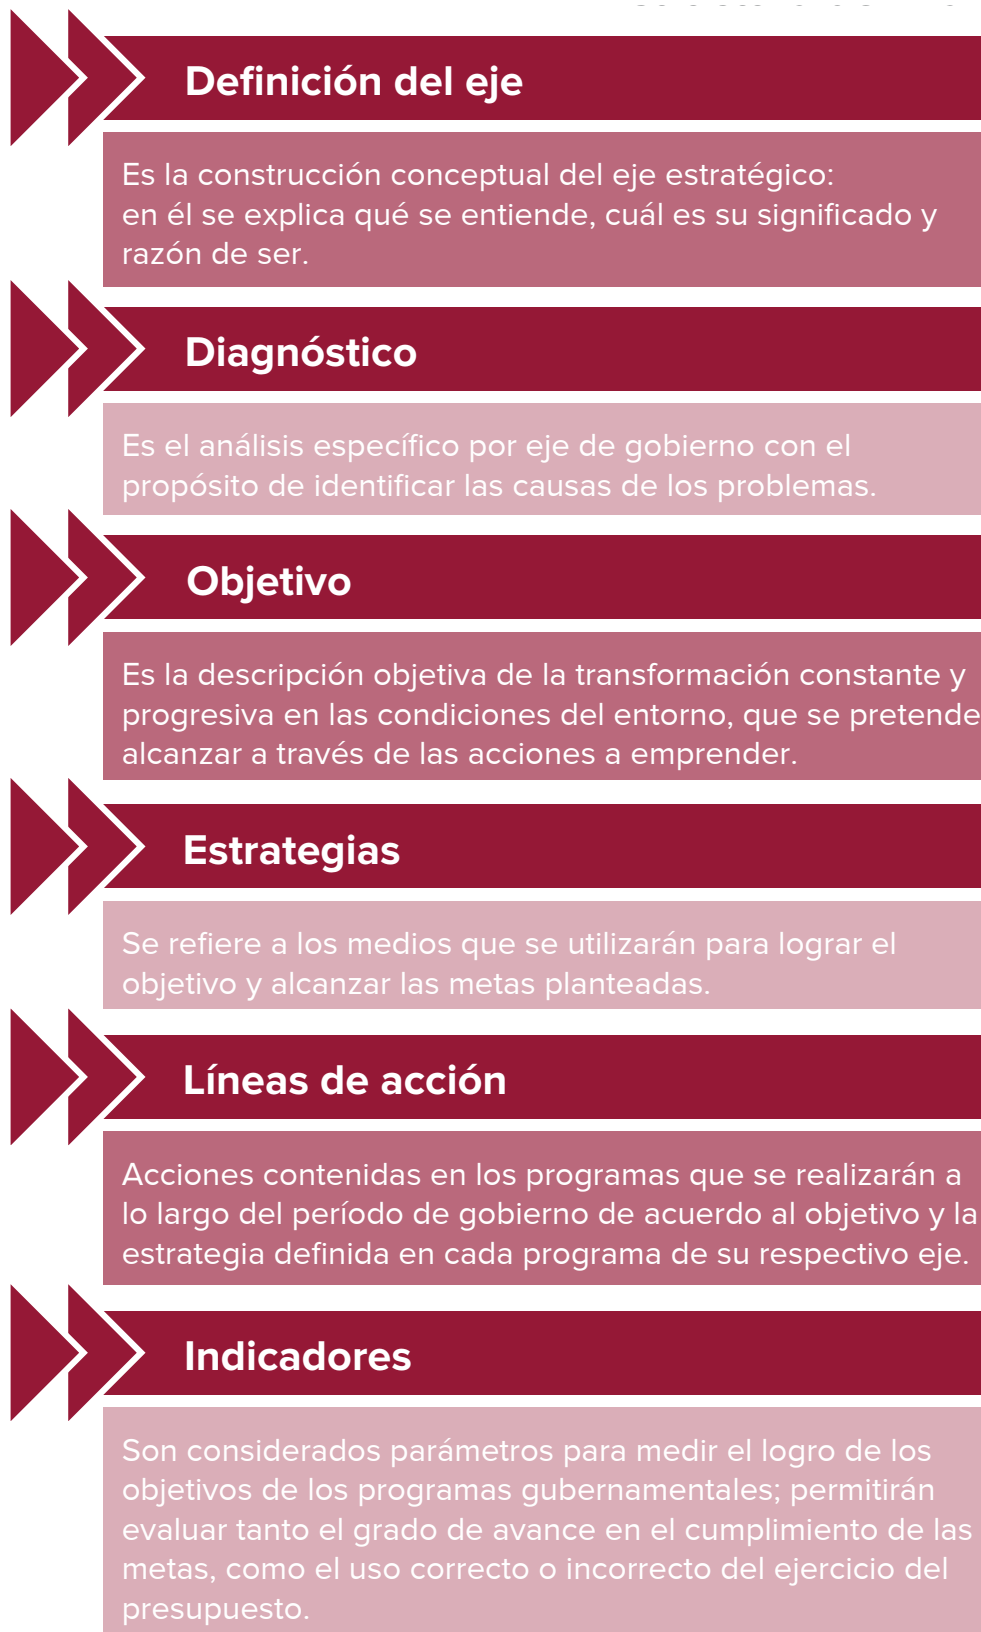 Definición del eje
Es la construcción conceptual del eje estratégico:
en él se explica qué se entiende, cuál es su significado y
razón de ser.
Diagnóstico
Es el análisis específico por eje de gobierno con el
propósito de identificar las causas de los problemas.
Objetivo
Es la descripción objetiva de la transformación constante y
progresiva en las condiciones del entorno, que se pretende
alcanzar a través de las acciones a emprender.
Estrategias
Se refiere a los medios que se utilizarán para lograr el
objetivo y alcanzar las metas planteadas.
Líneas de acción
Acciones contenidas en los programas que se realizarán a
lo largo del período de gobierno de acuerdo al objetivo y la
estrategia definida en cada programa de su respectivo eje.
Indicadores
Son considerados parámetros para medir el logro de los
objetivos de los programas gubernamentales; permitirán
evaluar tanto el grado de avance en el cumplimiento de las
metas, como el uso correcto o incorrecto del ejercicio del
presupuesto.